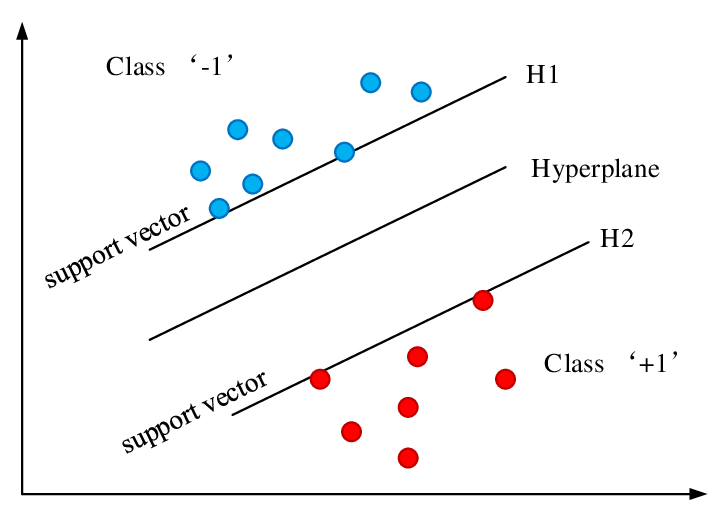 Class ‘-1’
H1
Hyperplane
support vector
H2
Class ‘+1’
support vector